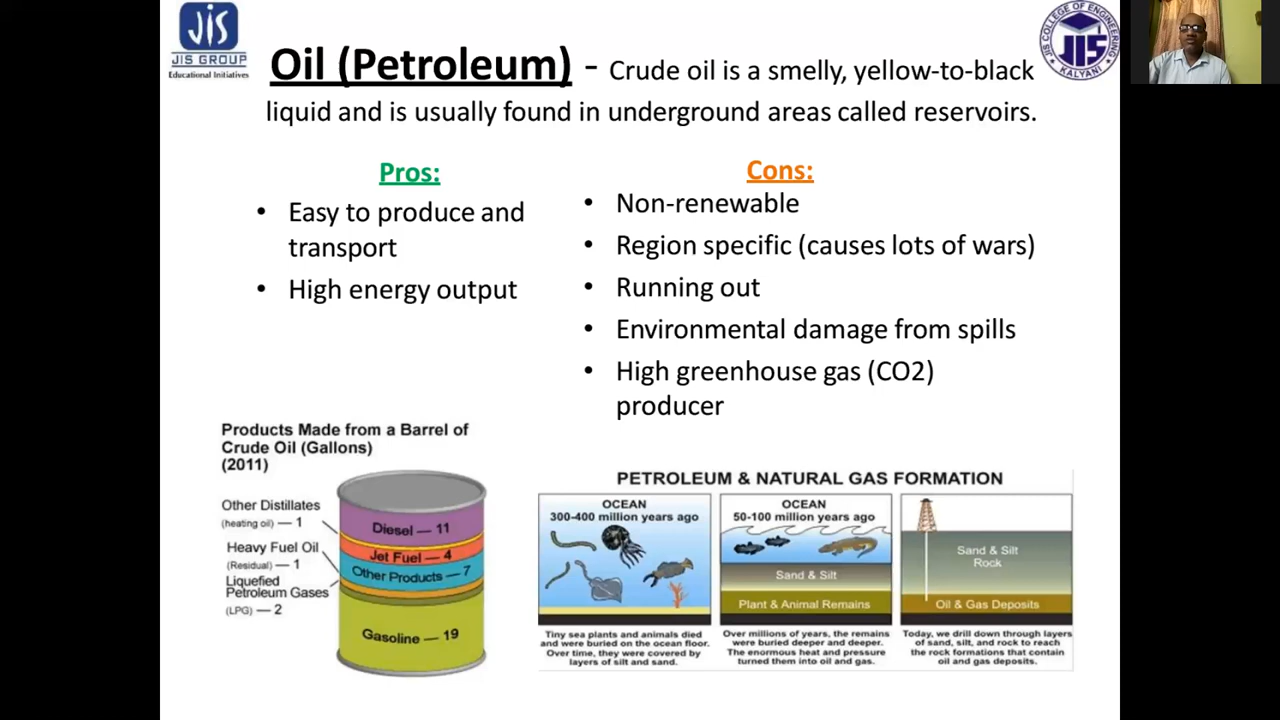 JIS
JIS GROUP
Educational Initiatives
JIS COLLEGE OF ENGINEERING
JIS
KALYANI
Oil (Petroleum) - Crude oil is a smelly, yellow-to-black
liquid and is usually found in underground areas called reservoirs.
Pros:
• Easy to produce and
transport
• High energy output
Cons:
• Non-renewable
• Region specific (causes lots of wars)
• Running out
• Environmental damage from spills
• High greenhouse gas (CO2)
producer
Products Made from a Barrel of
Crude Oil (Gallons)
(2011)
Other Distillates
(heating oil) — 1
Heavy Fuel Oil
(Residual) — 1
Liquefied
Petroleum Gases
(LPG) — 2
Diesel — 11
Jet Fuel — 4
Other Products — 7
Gasoline — 19
PETROLEUM & NATURAL GAS FORMATION
OCEAN
300-400 million years ago
Tiny sea plants and animals died
and were buried on the ocean floor.
Over time, they were covered by
layers of silt and sand.
OCEAN
50-100 million years ago
Sand & Silt
Plant & Animal Remains
Over millions of years, the remains
were buried deeper and deeper.
The enormous heat and pressure
turned them into oil and gas.
Sand & Silt
Rock
Oil & Gas Deposits
Today, we drill down through layers
of sand, silt, and rock to reach
the rock formations that contain
oil and gas deposits.